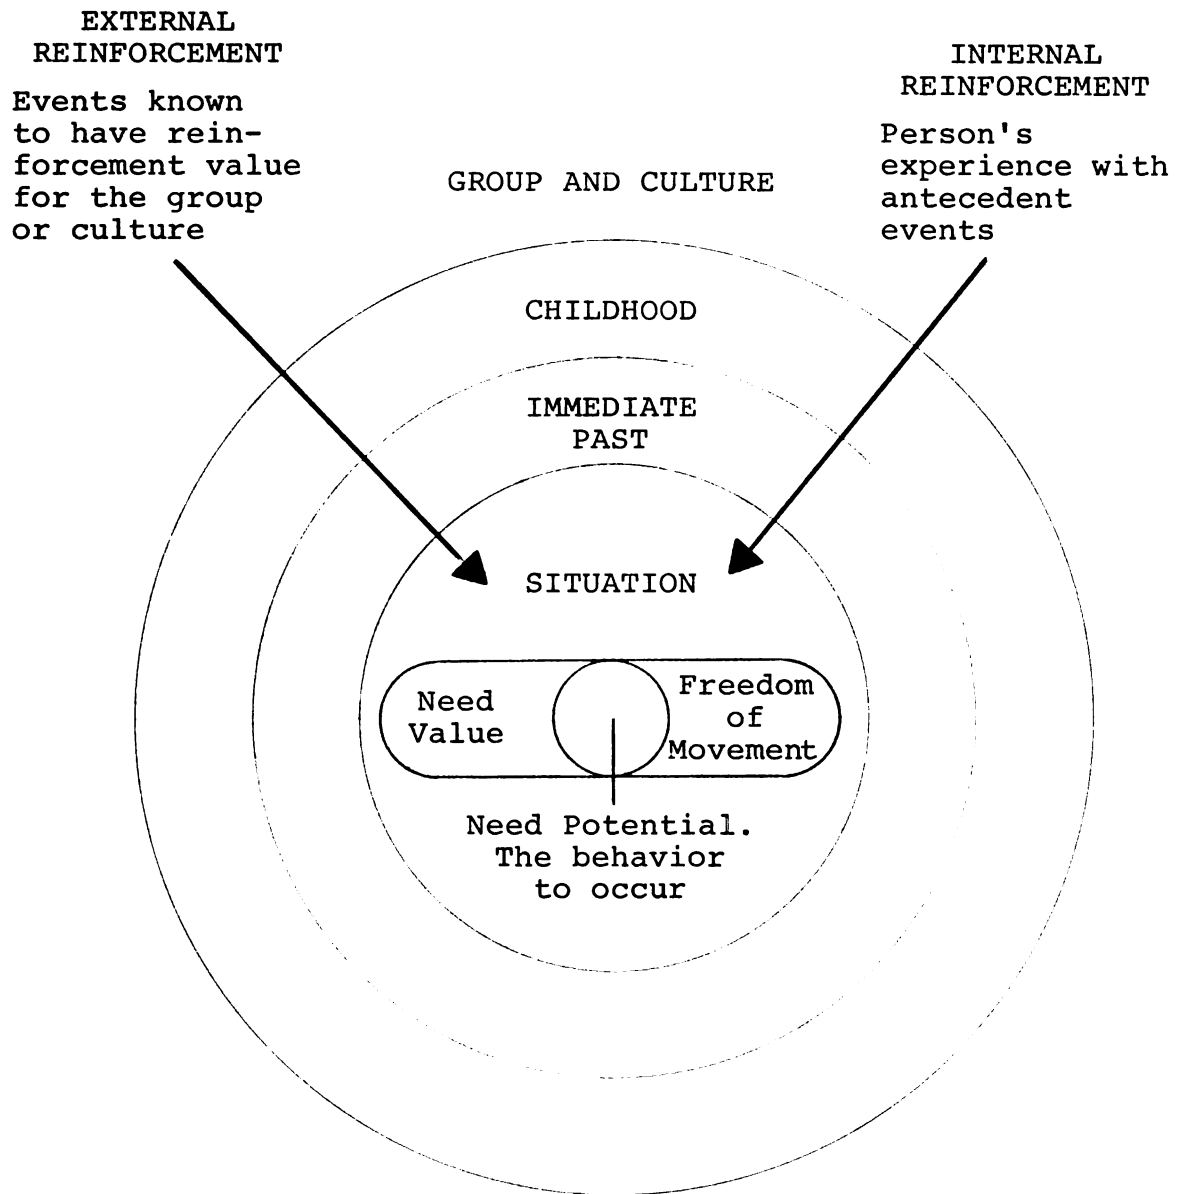 EXTERNAL
REINFORCEMENT
Events known
to have rein-
forcement value
for the group
or culture
INTERNAL
REINFORCEMENT
Person's
experience with
antecedent
events
GROUP AND CULTURE
CHILDHOOD
IMMEDIATE
PAST
SITUATION
Need
Value
Freedom
of
Movement
Need Potential.
The behavior
to occur